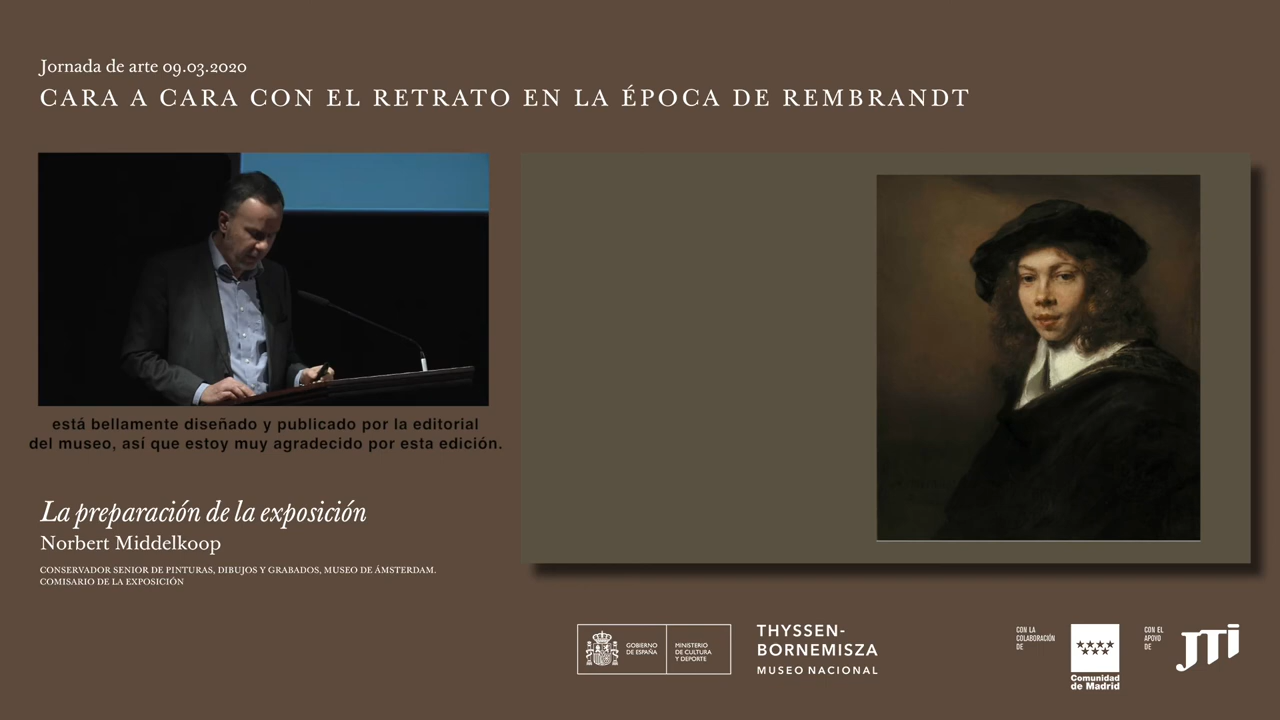 Jornada de arte 09.03.2020
CARA A CARA CON EL RETRATO EN LA ÉPOCA DE REMBRANDT
está bellamente diseñado y publicado por la editorial
del museo, así que estoy muy agradecido por esta edición.
La preparación de la exposición
Norbert Middelkoop
CONSERVADOR SENIOR DE PINTURAS, DIBUJOS Y GRABADOS, MUSEO DE ÁMSTERDAM.
COMISARIO DE LA EXPOSICIÓN
GOBIERNO
DE ESPAÑA
MINISTERIO
DE CULTURA
Y DEPORTE
THYSSEN-
BORNEMISZA
MUSEO NACIONAL
CON LA
COLABORACIÓN
DE
Comunidad
de Madrid
CON EL
APOYO
DE
JTi